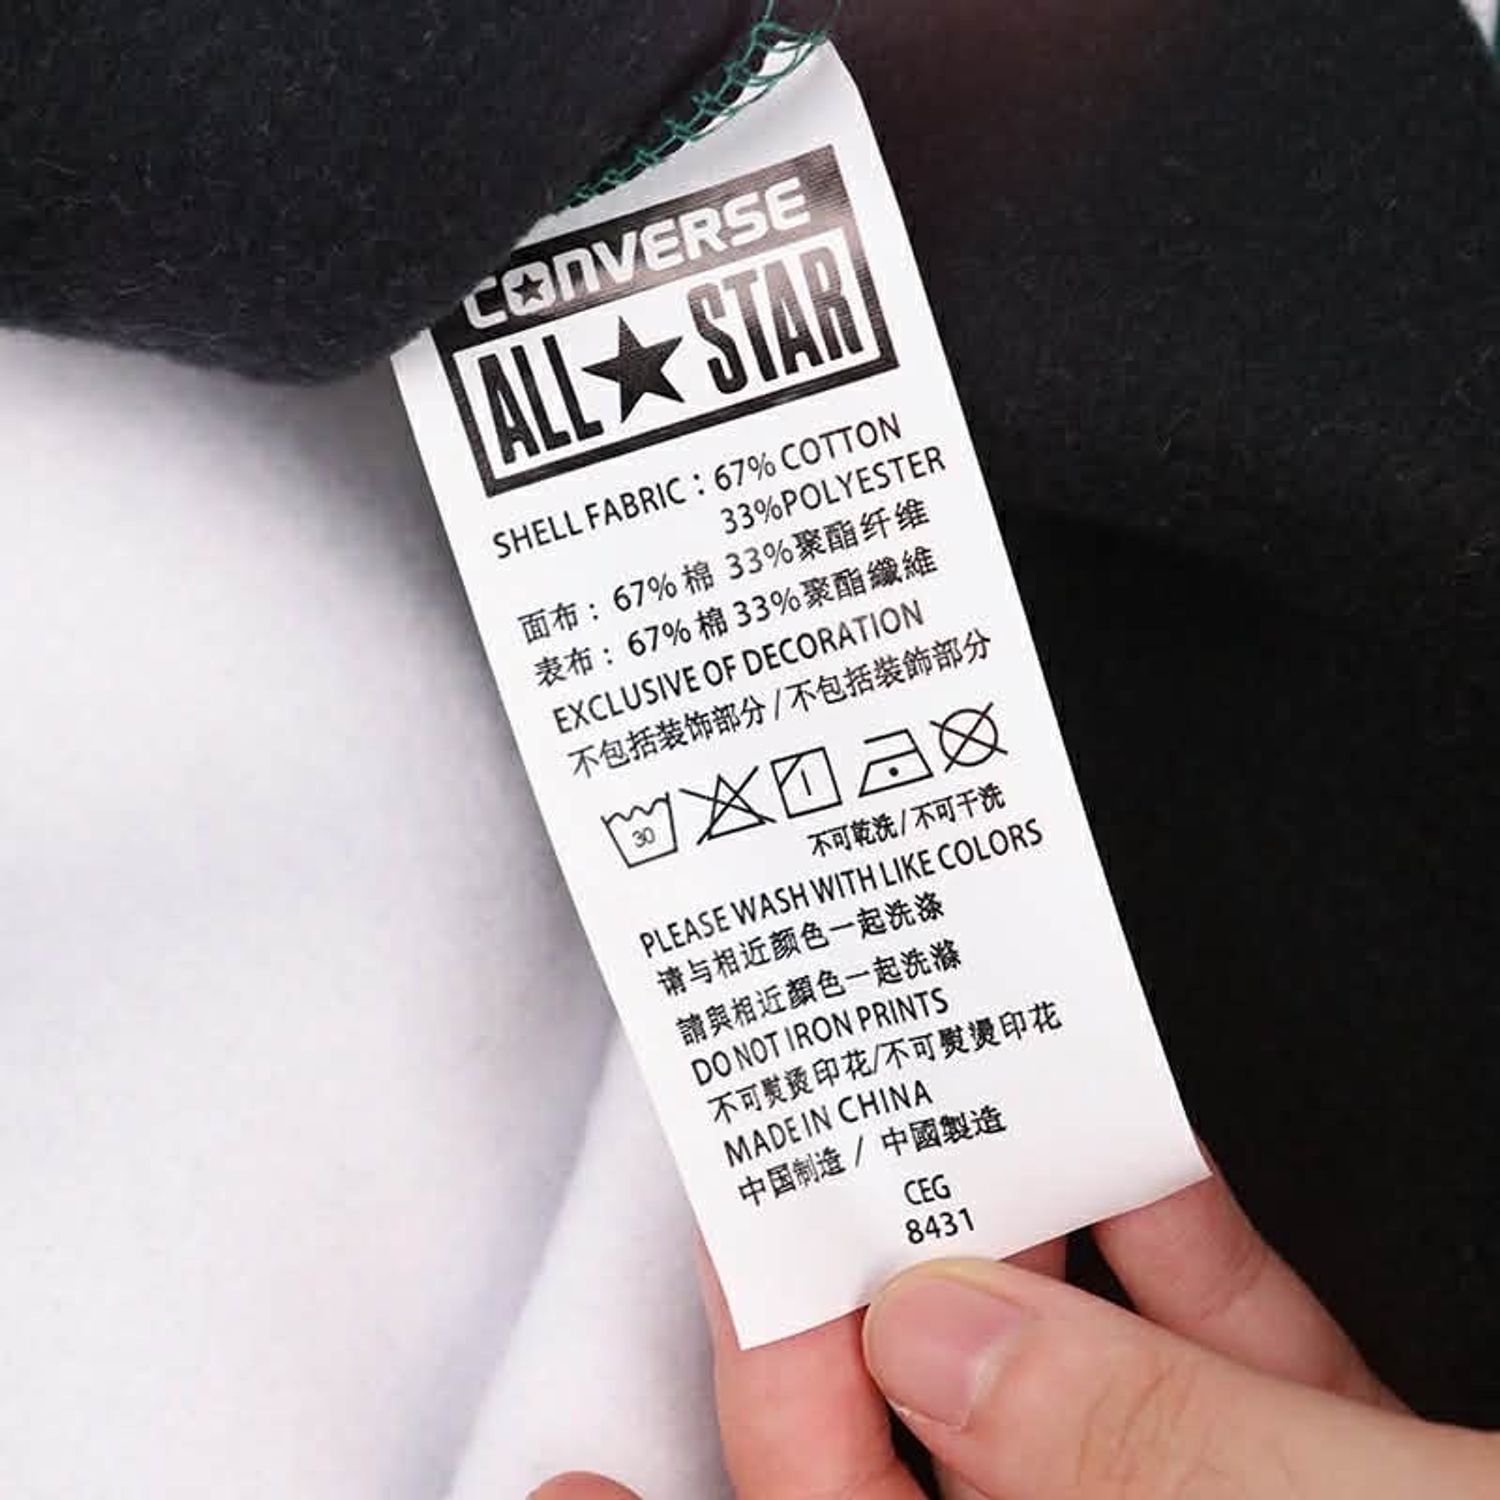 CONVERSE
ALL★STAR
SHELL FABRIC : 67% COTTON
33%POLYESTER
面布： 67% 棉 33%聚酯纤维
表布： 67% 棉 33%聚酯纖維
EXCLUSIVE OF DECORATION
不包括装饰部分 / 不包括裝飾部分
30
不可乾洗 / 不可干洗
PLEASE WASH WITH LIKE COLORS
请与相近颜色一起洗涤
請與相近顏色一起洗滌
DO NOT IRON PRINTS
不可熨烫印花/不可熨燙印花
MADE IN CHINA
中国制造 / 中國製造
CEG
8431